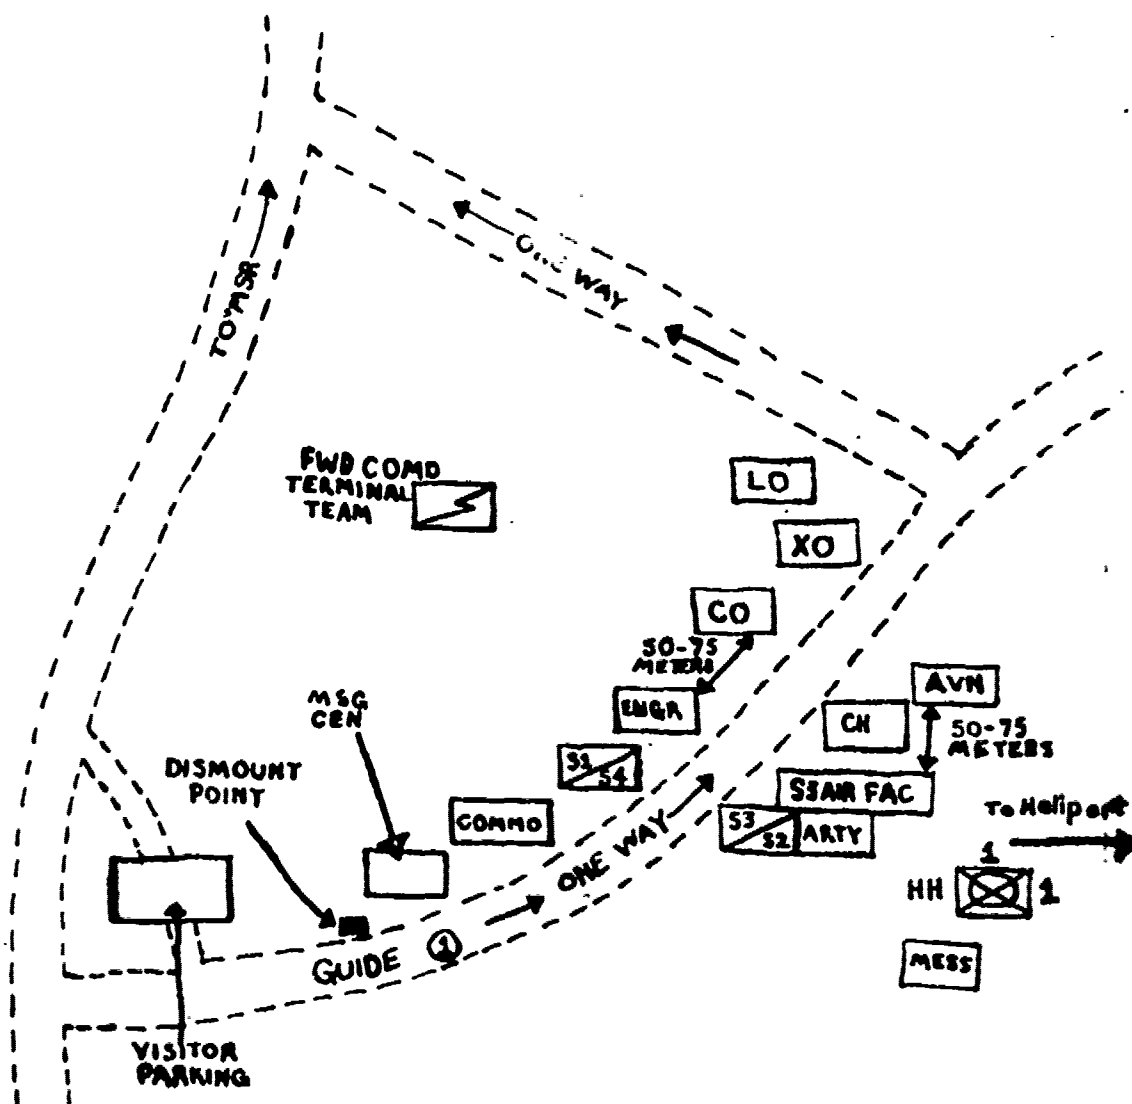 ONE WAY
TO MSR
FWD COMD
TERMINAL
TEAM
LO
XO
CO
50-75
METERS
ENGR
AVN
CH
50-75
METERS
MSG
CEN
S1
S4
DISMOUNT
POINT
COMMO
S3 AIR FAC
S3
S2
ARTY
To Heliport
ONE WAY
1
HH
1
GUIDE 1
MESS
VISITOR
PARKING